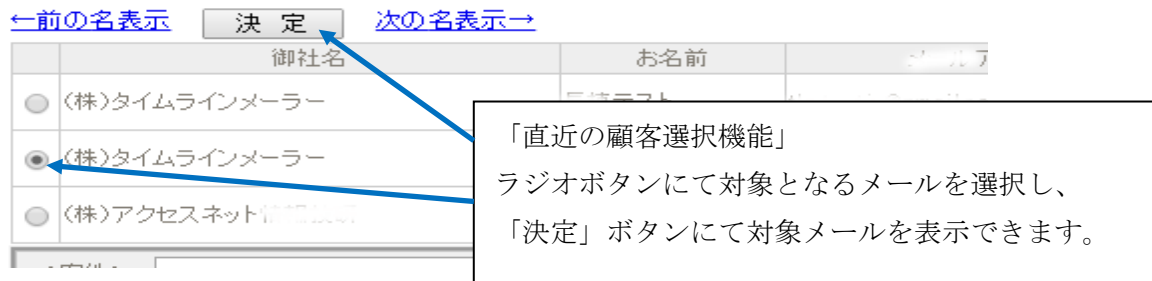 ←前の名表示 決 定 次の名表示→
御社名 お名前
(株)タイムラインメーラー
(株)タイムラインメーラー
(株)アクセスネット
「直近の顧客選択機能」
ラジオボタンにて対象となるメールを選択し、
「決定」ボタンにて対象メールを表示できます。